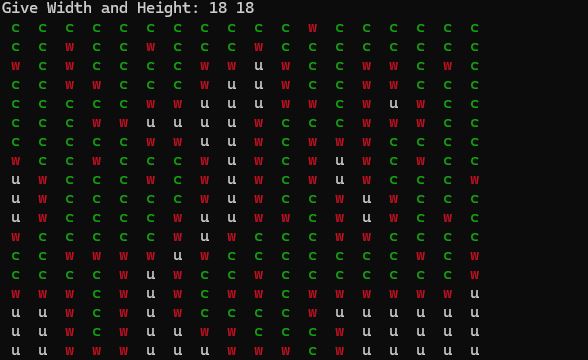 Give Width and Height: 18 18
c c c c c c c c c c c w c c c c c c
c c w c c w c c c w c c c c c c c c
w c w c c c c w w u w c c w w c w c
c c w w c c c w u u w c c w w c c c
c c c c c w w u u u w w c w u w c c
c c c w w u u u u w c c c w w w c c
c c c c c w w u u w c w w w c c c c
w c c w c c c w u w c w u w c w c c
u w c c c w c w u w c w u w c c c w
u w c c c c c w u w c c w u w c c c
u w c c c c w u u w w c w u w c w c
w c c c c c w u w c c c w w c c c c
c c w w w w u w c c c c c c c w c w
c c c c w u w c c w c c c c c c c w
w w w c w u w c w w c w w w w w w u
u u w c w u w c c c c w u u u u u u
u u w c w u u w w c c c w u u u u u
u u w w w u u u w w w c w u u u u u